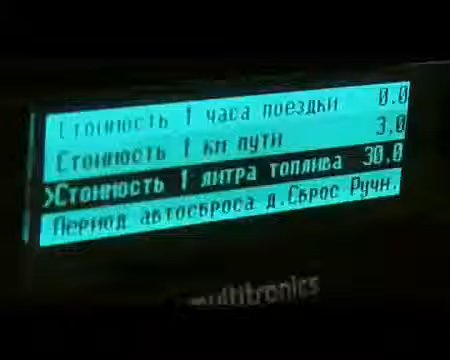 Стоимость 1 часа поездки 0.0
Стоимость 1 км пути 3.0
>Стоимость 1 литра топлива 30.0
Период автосброса д.Сброс Ручн.
multitronics